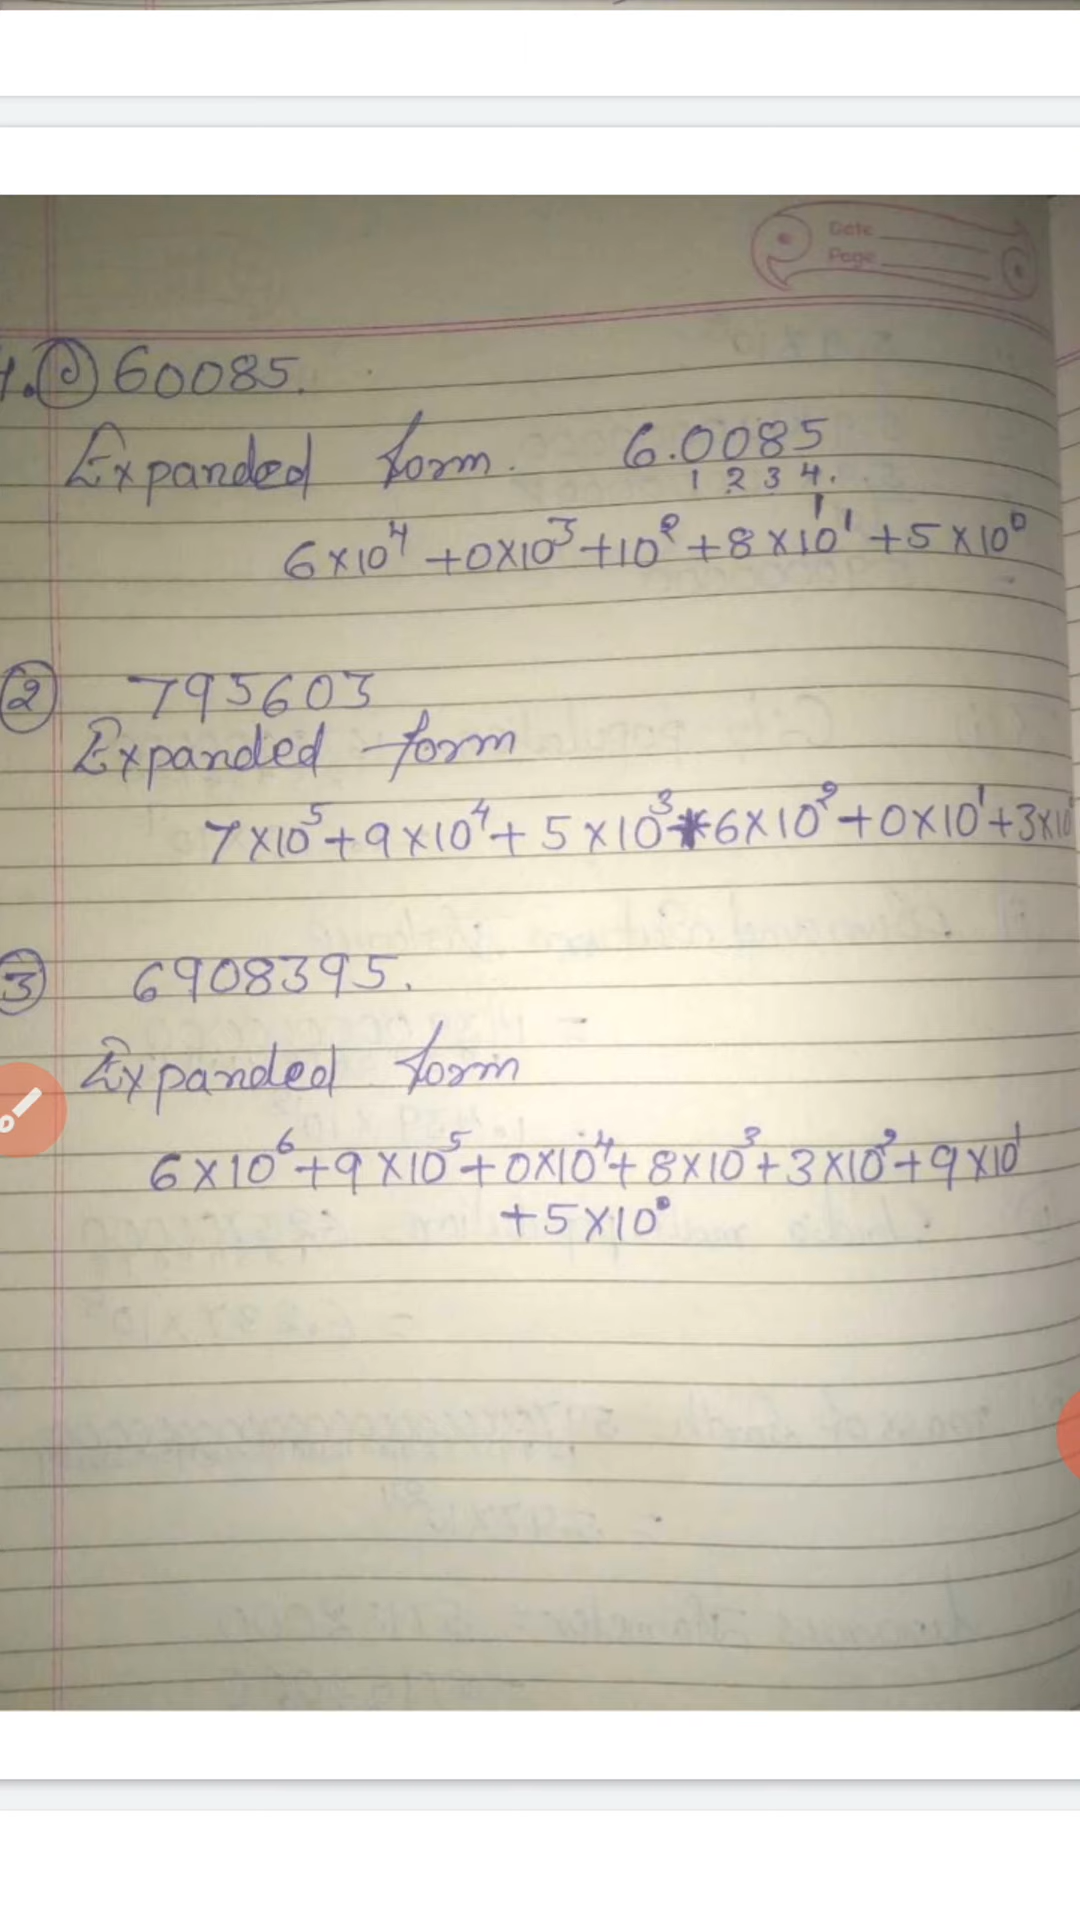 Date
Page
1. ① 60085.
Expanded form. 6.0085
1 2 3 4.
6×10⁴ +0×10³ +10² +8×10¹ +5×10⁰
② 795603
Expanded form
7×10⁵+9×10⁴+5×10³+6×10²+0×10¹+3×10
③ 6908395.
Expanded form
6×10⁶+9×10⁵+0×10⁴+8×10³+3×10²+9×10¹
+5×10⁰